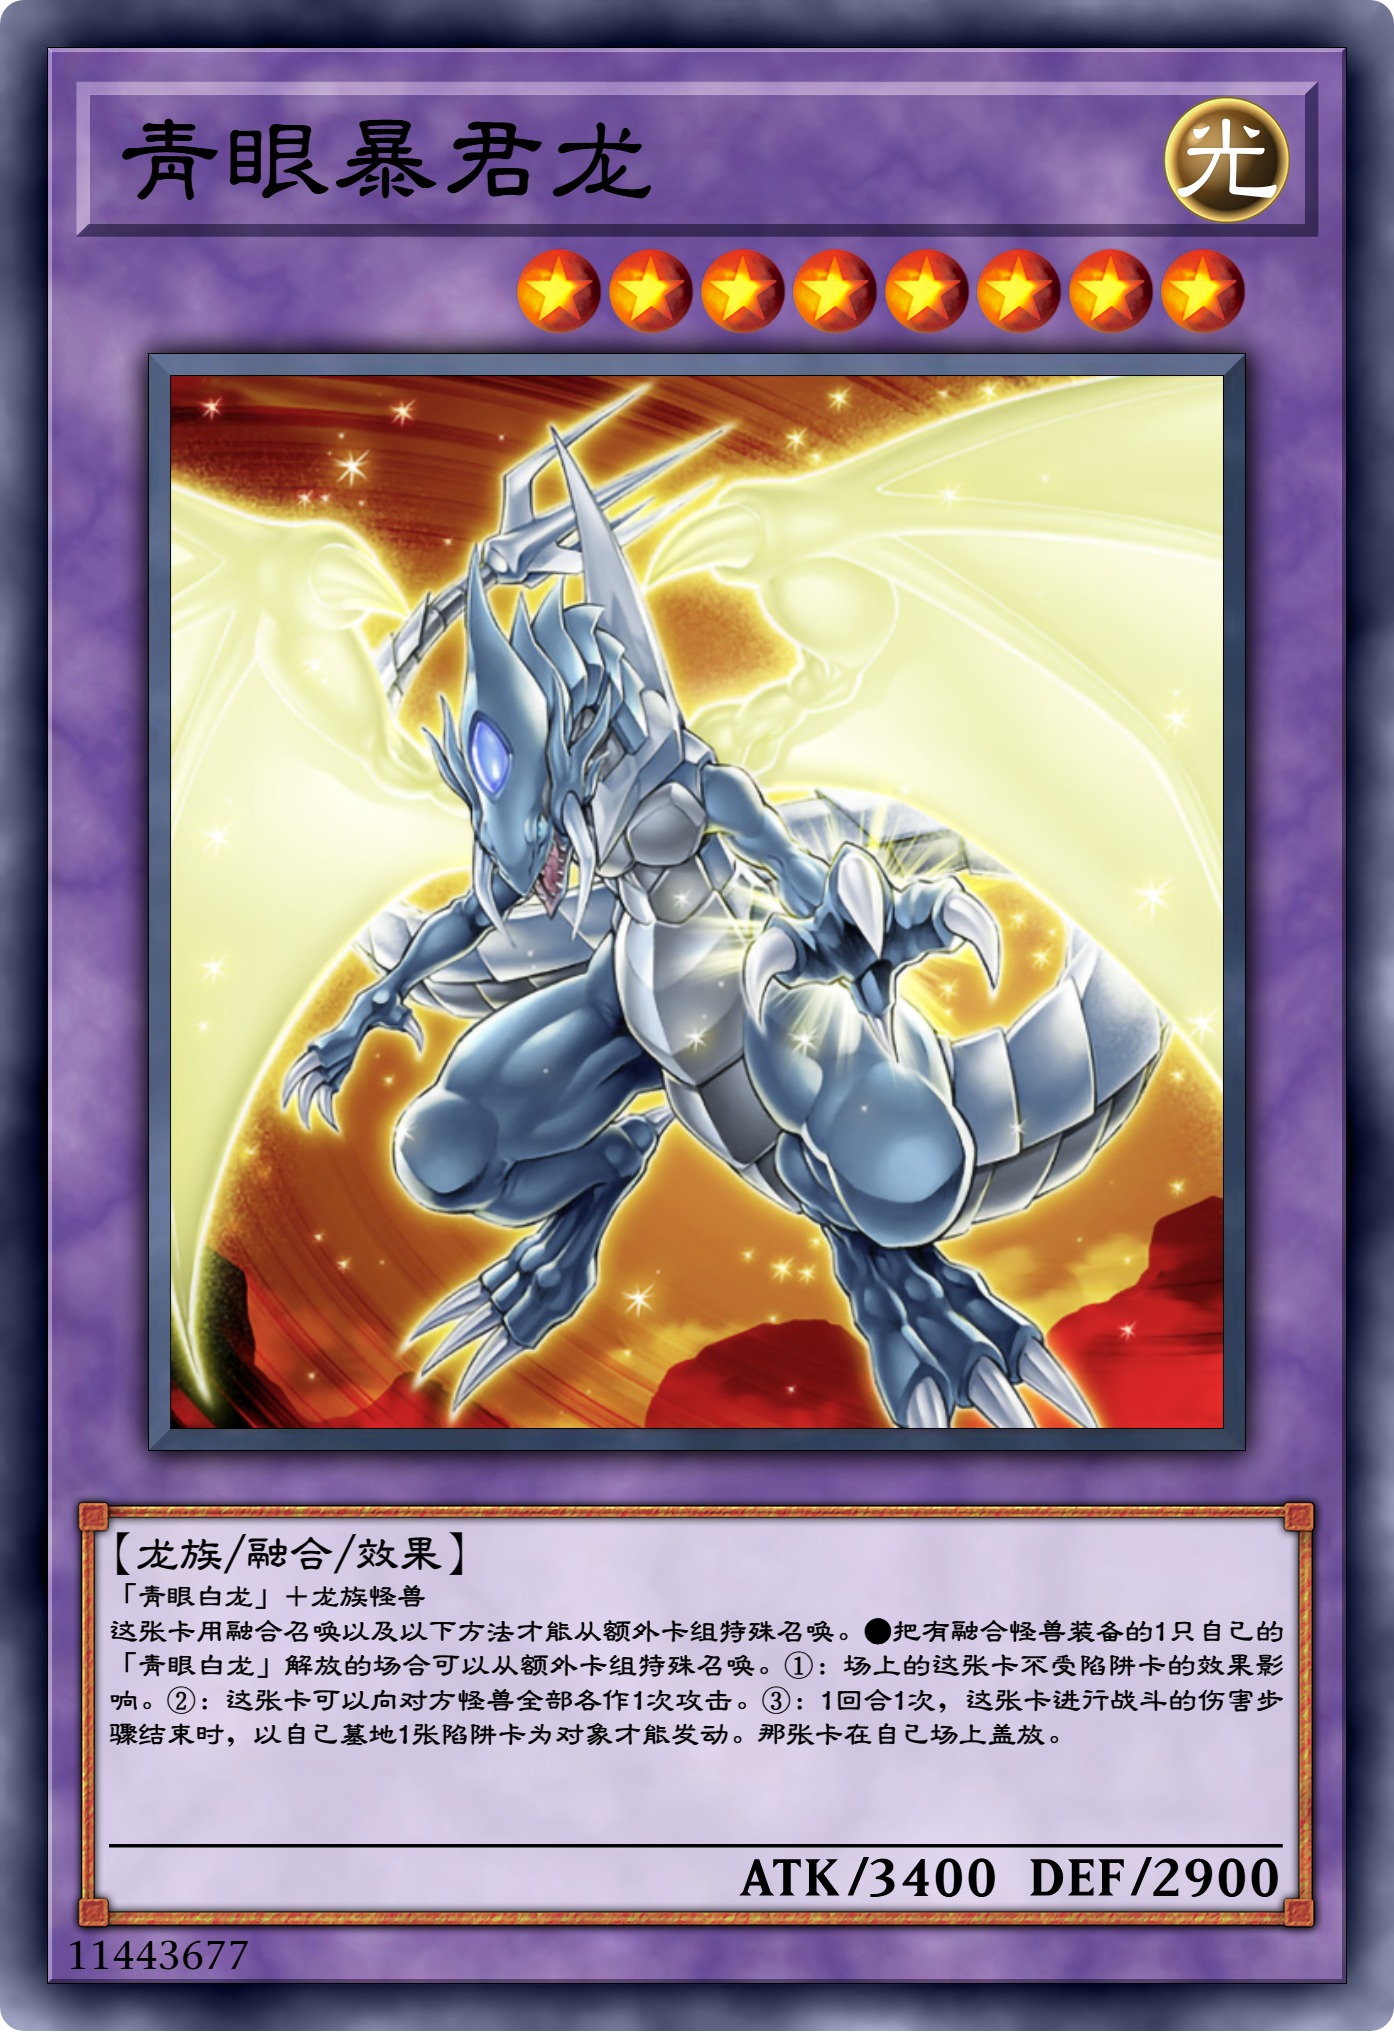 青眼暴君龙
光
【龙族/融合/效果】
「青眼白龙」＋龙族怪兽
这张卡用融合召唤以及以下方法才能从额外卡组特殊召唤。●把有融合怪兽装备的1只自己的
「青眼白龙」解放的场合可以从额外卡组特殊召唤。①：场上的这张卡不受陷阱卡的效果影
响。②：这张卡可以向对方怪兽全部各作1次攻击。③：1回合1次，这张卡进行战斗的伤害步
骤结束时，以自己墓地1张陷阱卡为对象才能发动。那张卡在自己场上盖放。
ATK/3400 DEF/2900
11443677